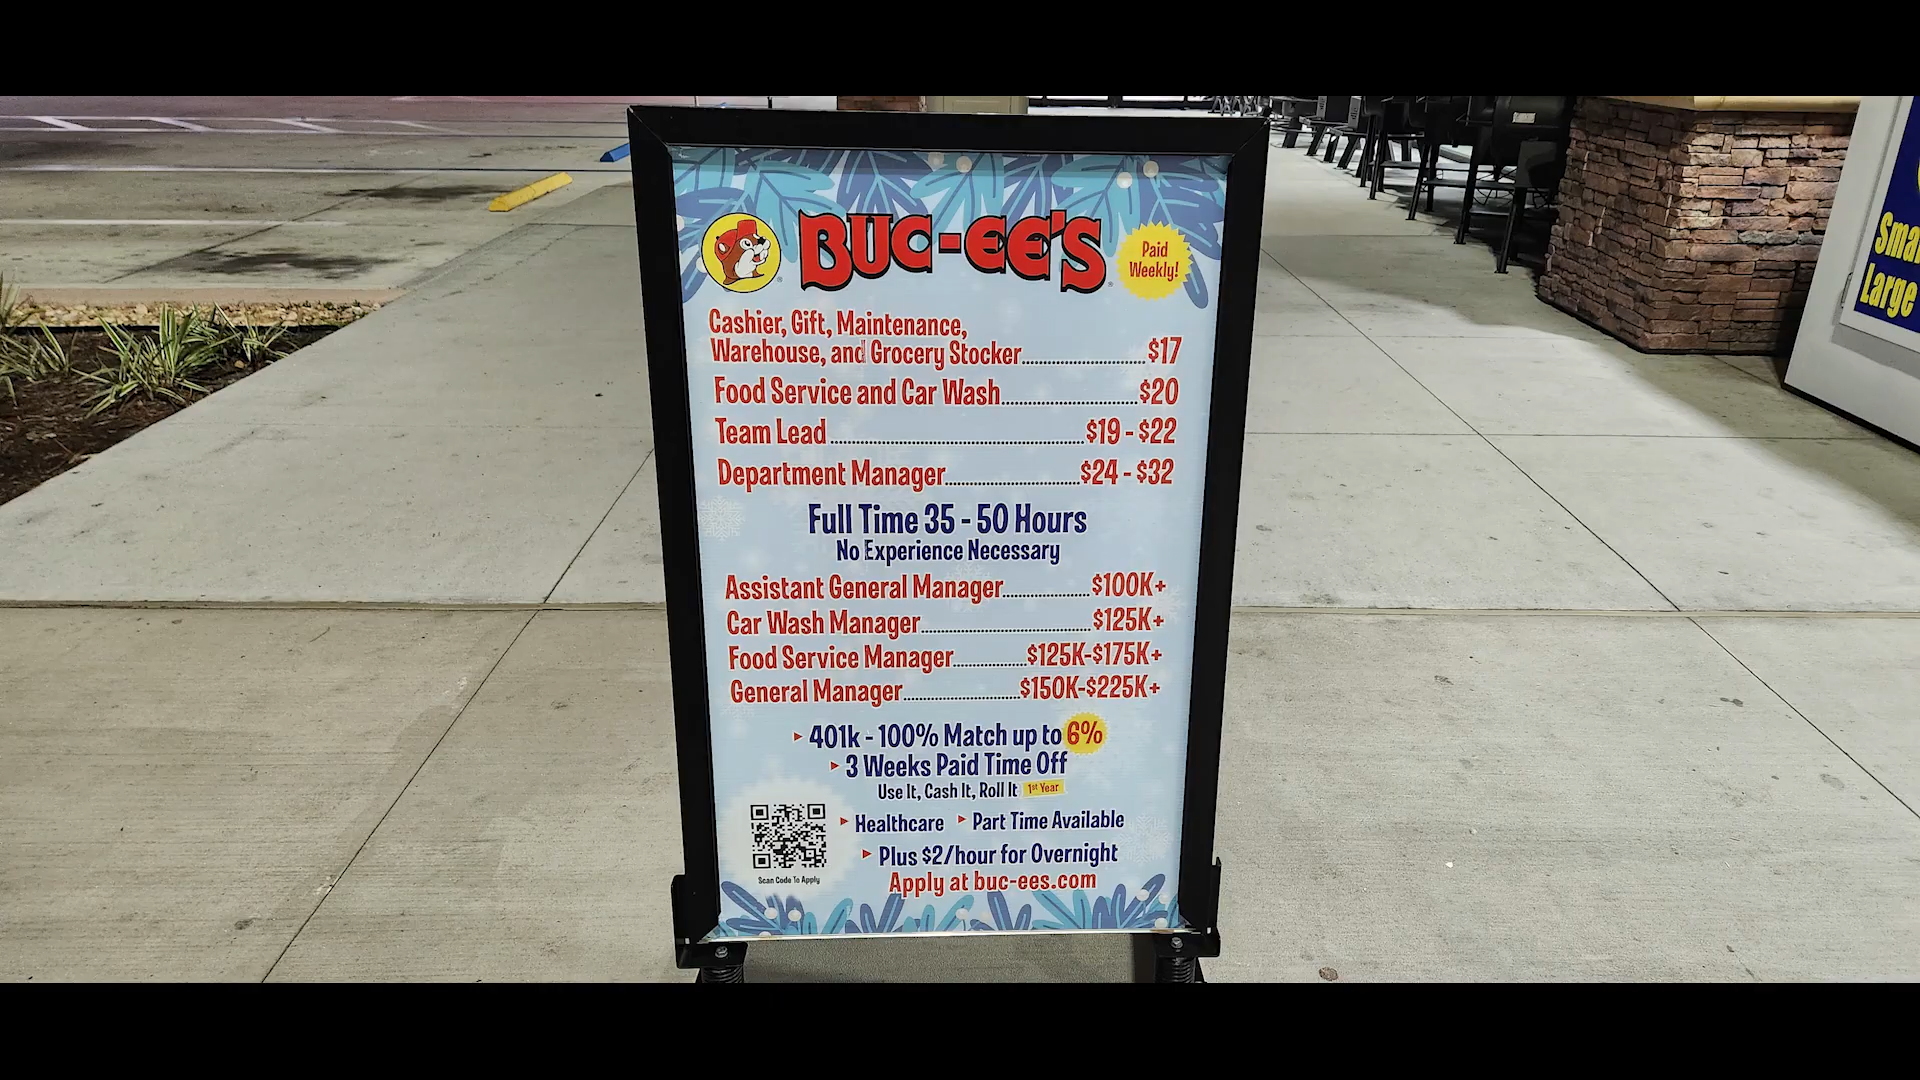 BUC-EE'S
Paid
Weekly!
Cashier, Gift, Maintenance,
Warehouse, and Grocery Stocker $17
Food Service and Car Wash $20
Team Lead $19 - $22
Department Manager $24 - $32
Full Time 35 - 50 Hours
No Experience Necessary
Assistant General Manager $100K+
Car Wash Manager $125K+
Food Service Manager $125K-$175K+
General Manager $150K-$225K+
401k - 100% Match up to 6%
3 Weeks Paid Time Off
Use It, Cash It, Roll It 1st Year
Healthcare Part Time Available
Plus $2/hour for Overnight
Scan Code To Apply
Apply at buc-ees.com
Large